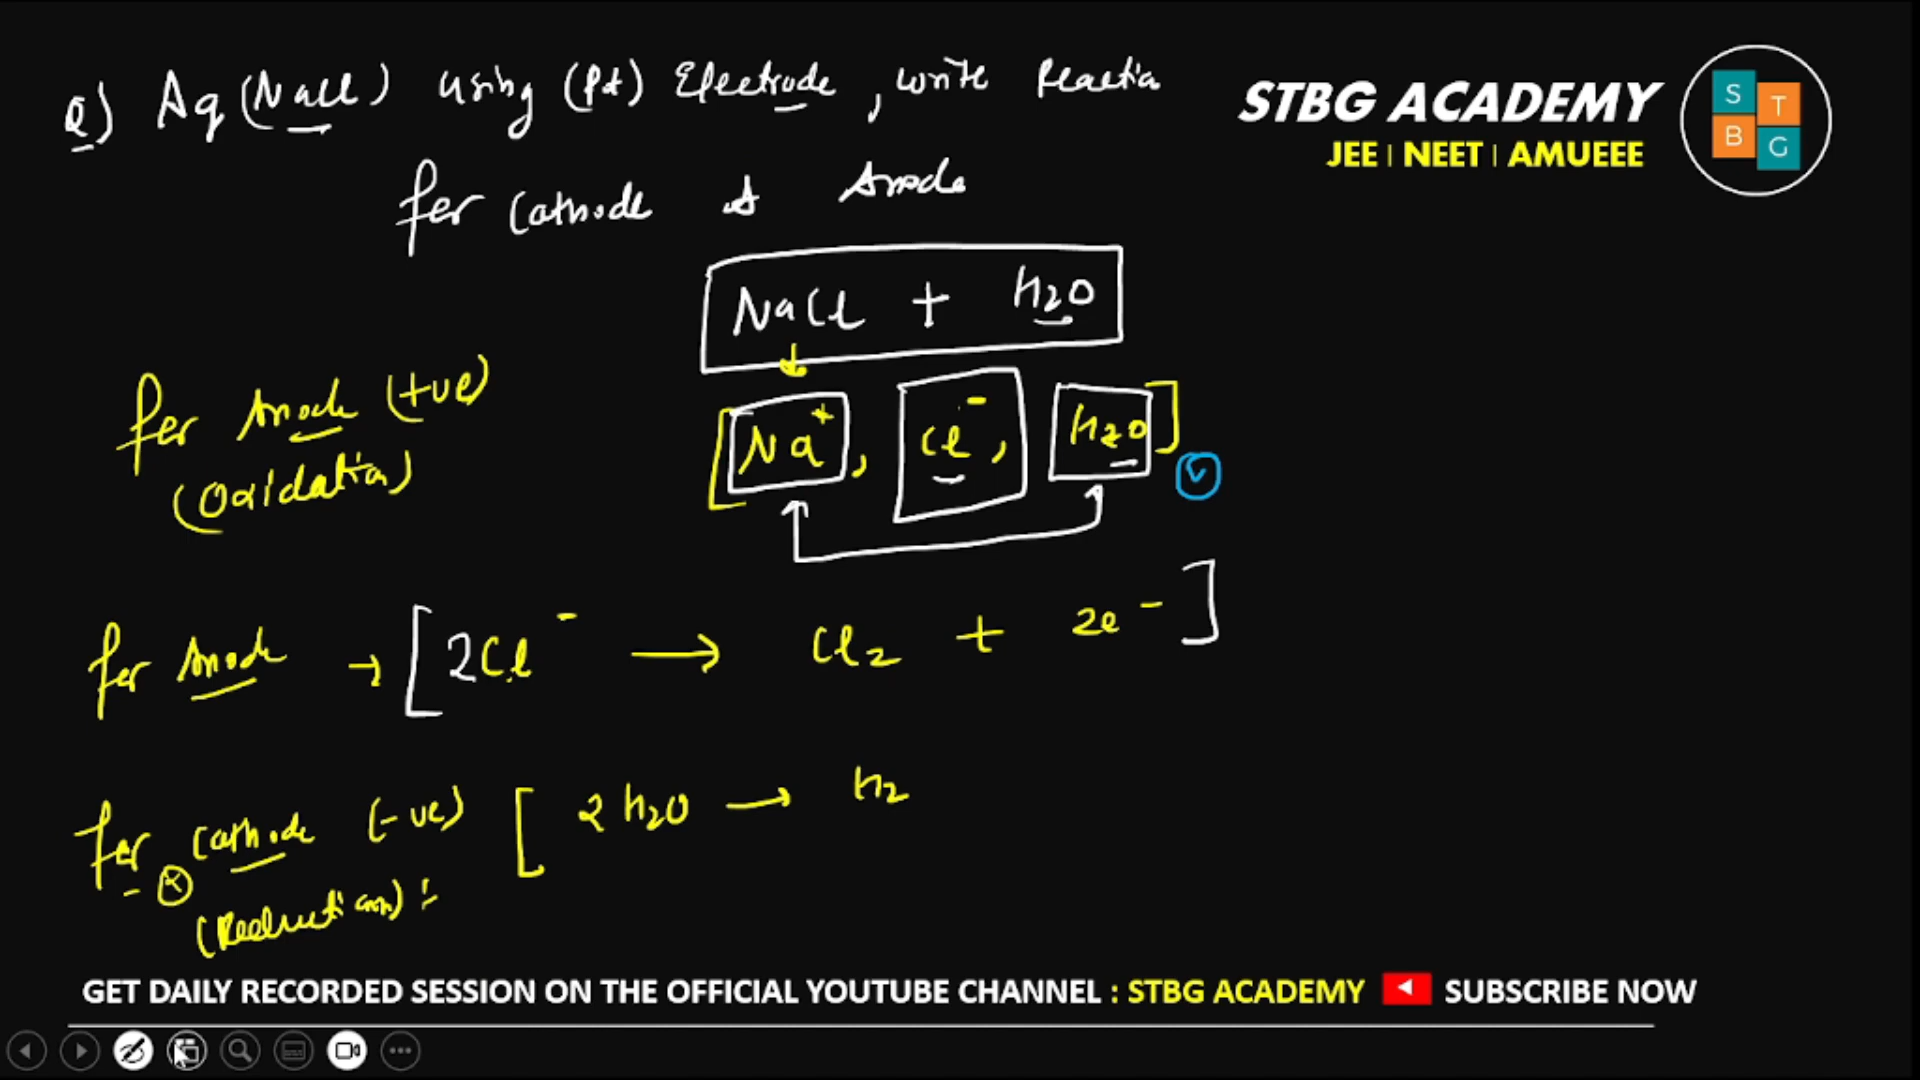 Q) Aq (NaCl) using (Pt) Electrode, write Reactio
for Cathode & Anode
STBG ACADEMY
JEE | NEET | AMUEEE
S T B G
NaCl + H2O
[Na+, Cl-, H2O]
for Anode (+ve)
(Oxidation)
for Anode → [2Cl- → Cl2 + 2e-]
for Cathode (-ve) [ 2H2O → H2
(Reduction) :
GET DAILY RECORDED SESSION ON THE OFFICIAL YOUTUBE CHANNEL : STBG ACADEMY SUBSCRIBE NOW